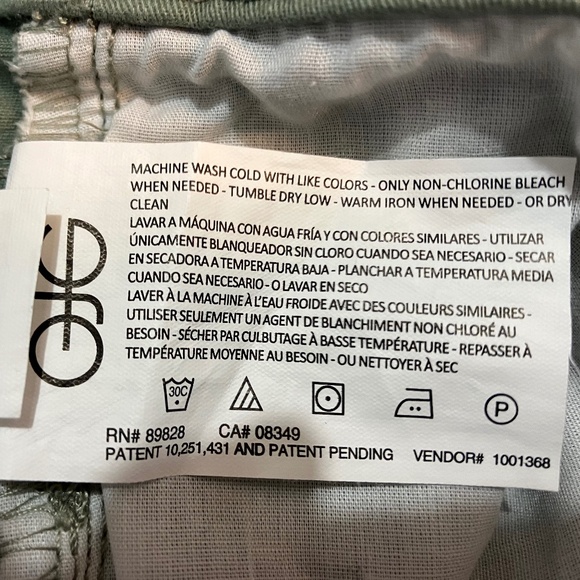 MACHINE WASH COLD WITH LIKE COLORS - ONLY NON-CHLORINE BLEACH
WHEN NEEDED - TUMBLE DRY LOW - WARM IRON WHEN NEEDED - OR DRY
CLEAN
LAVAR A MÁQUINA CON AGUA FRÍA Y CON COLORES SIMILARES - UTILIZAR
ÚNICAMENTE BLANQUEADOR SIN CLORO CUANDO SEA NECESARIO - SECAR
EN SECADORA A TEMPERATURA BAJA - PLANCHAR A TEMPERATURA MEDIA
CUANDO SEA NECESARIO - O LAVAR EN SECO
LAVER À LA MACHINE À L'EAU FROIDE AVEC DES COULEURS SIMILAIRES -
UTILISER SEULEMENT UN AGENT DE BLANCHIMENT NON CHLORÉ AU
BESOIN - SÉCHER PAR CULBUTAGE À BASSE TEMPÉRATURE - REPASSER À
TEMPÉRATURE MOYENNE AU BESOIN - OU NETTOYER À SEC
30C
P
RN# 89828 CA# 08349
PATENT 10,251,431 AND PATENT PENDING VENDOR# 1001368